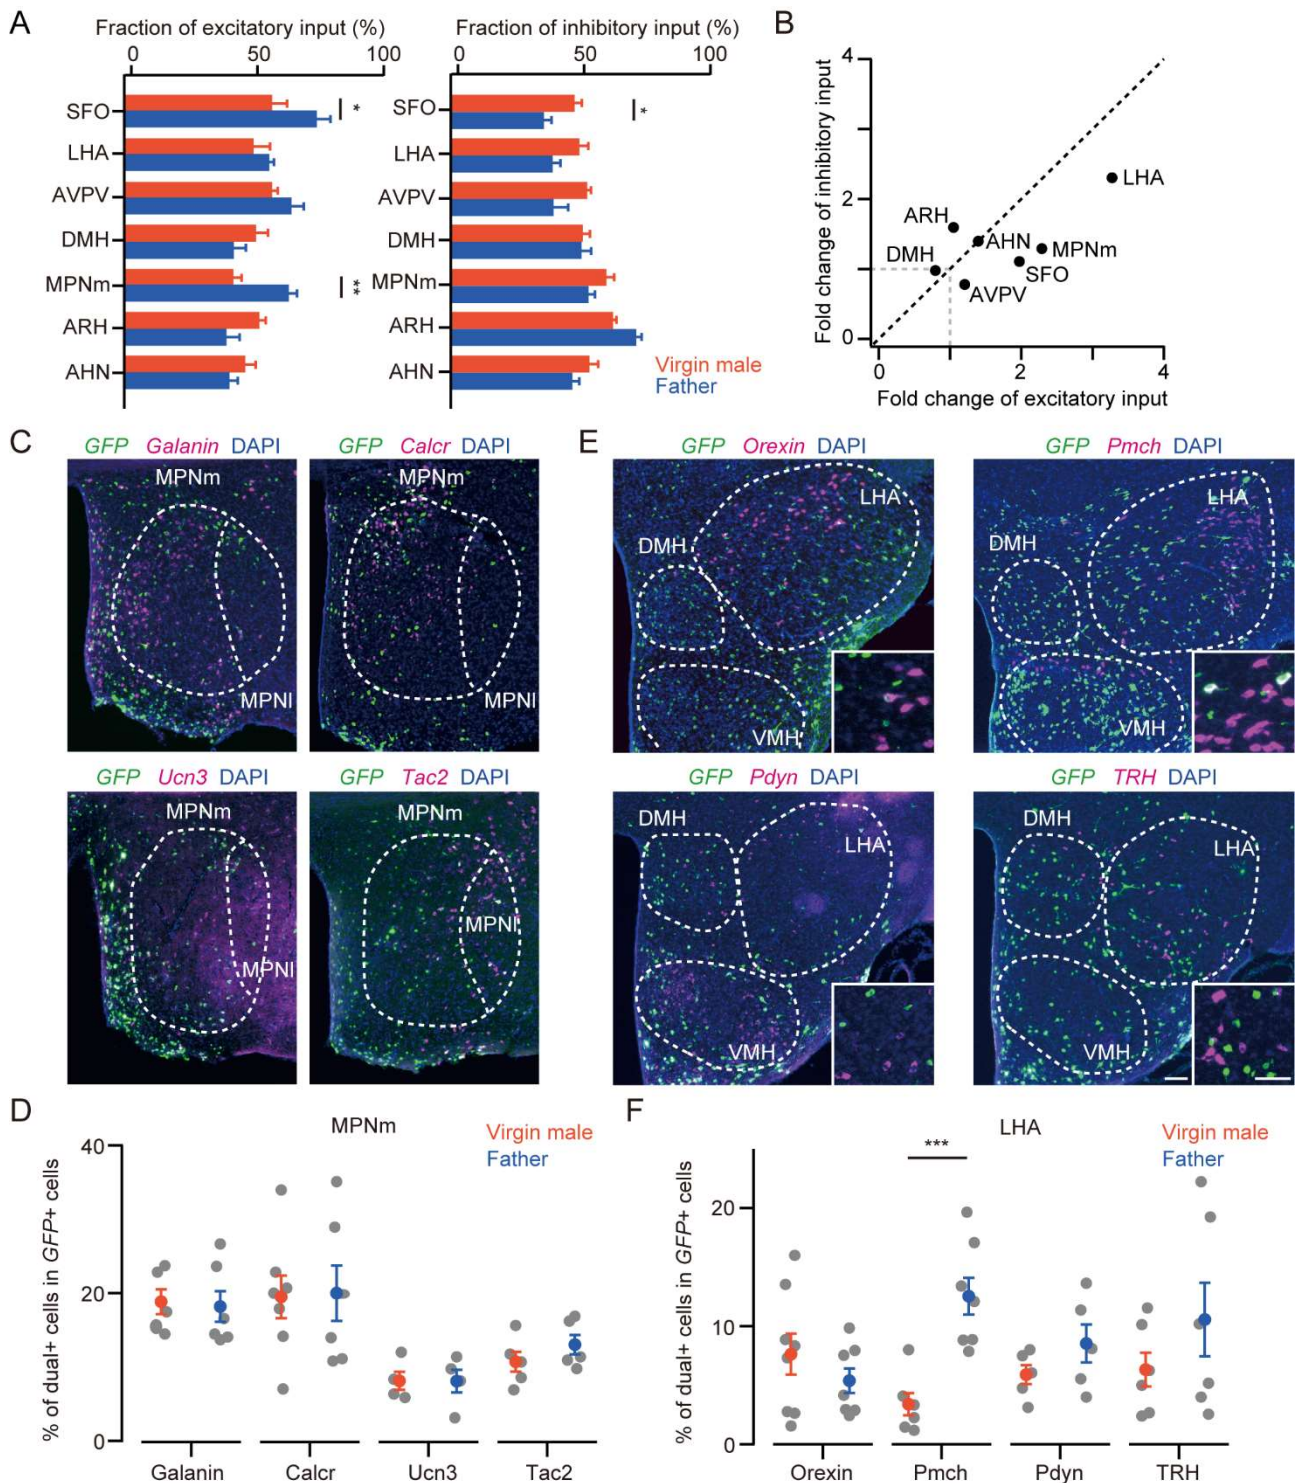 A
Fraction of excitatory input (%)
0 50 100
SFO
LHA
AVPV
DMH
MPNm
ARH
AHN
*
**
Fraction of inhibitory input (%)
0 50 100
SFO
LHA
AVPV
DMH
MPNm
ARH
AHN
*
Virgin male
Father
B
Fold change of inhibitory input
4
2
0
LHA
ARH
AHN
MPNm
DMH
SFO
AVPV
0 2 4
Fold change of excitatory input
C
GFP Galanin DAPI
MPNm
MPNl
GFP Calcr DAPI
MPNm
MPNl
GFP Ucn3 DAPI
MPNm
MPNl
GFP Tac2 DAPI
MPNm
MPNl
E
GFP Orexin DAPI
LHA
DMH
VMH
GFP Pmch DAPI
LHA
DMH
VMH
GFP Pdyn DAPI
DMH
LHA
VMH
GFP TRH DAPI
DMH
LHA
VMH
D
MPNm
Virgin male
Father
% of dual+ cells in GFP+ cells
40
20
0
Galanin Calcr Ucn3 Tac2
F
LHA
Virgin male
Father
***
% of dual+ cells in GFP+ cells
20
10
0
Orexin Pmch Pdyn TRH